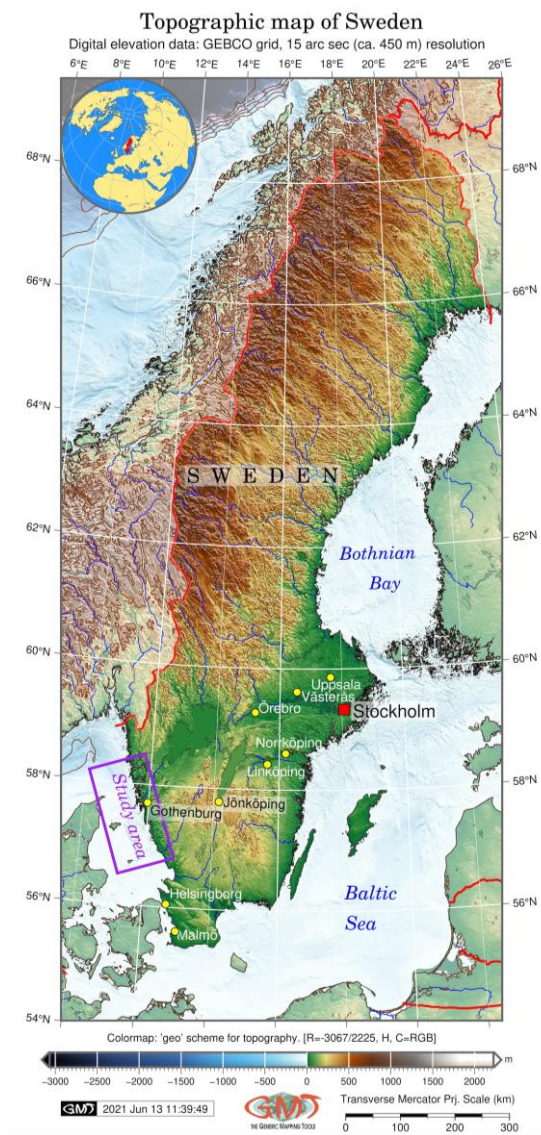 Topographic map of Sweden
Digital elevation data: GEBCO grid, 15 arc sec (ca. 450 m) resolution
6°E 8°E 10°E 12°E 14°E 16°E 18°E 20°E 22°E 24°E 26°E
68°N 68°N
66°N 66°N
64°N 64°N
SWEDEN
62°N 62°N
Bothnian
Bay
60°N 60°N
Uppsala
Västerås
Örebro
Stockholm
Norrköping
58°N 58°N
Linköping
Study area
Jönköping
Gothenburg
56°N 56°N
Helsingborg
Baltic
Sea
Malmö
54°N
Colormap: 'geo' scheme for topography. [R=-3067/2225, H, C=RGB]
m
−3000 −2500 −2000 −1500 −1000 −500 0 500 1000 1500 2000
GMT 2021 Jun 13 11:39:49
GMT
THE GENERIC MAPPING TOOLS
Transverse Mercator Prj. Scale (km)
0 100 200 300